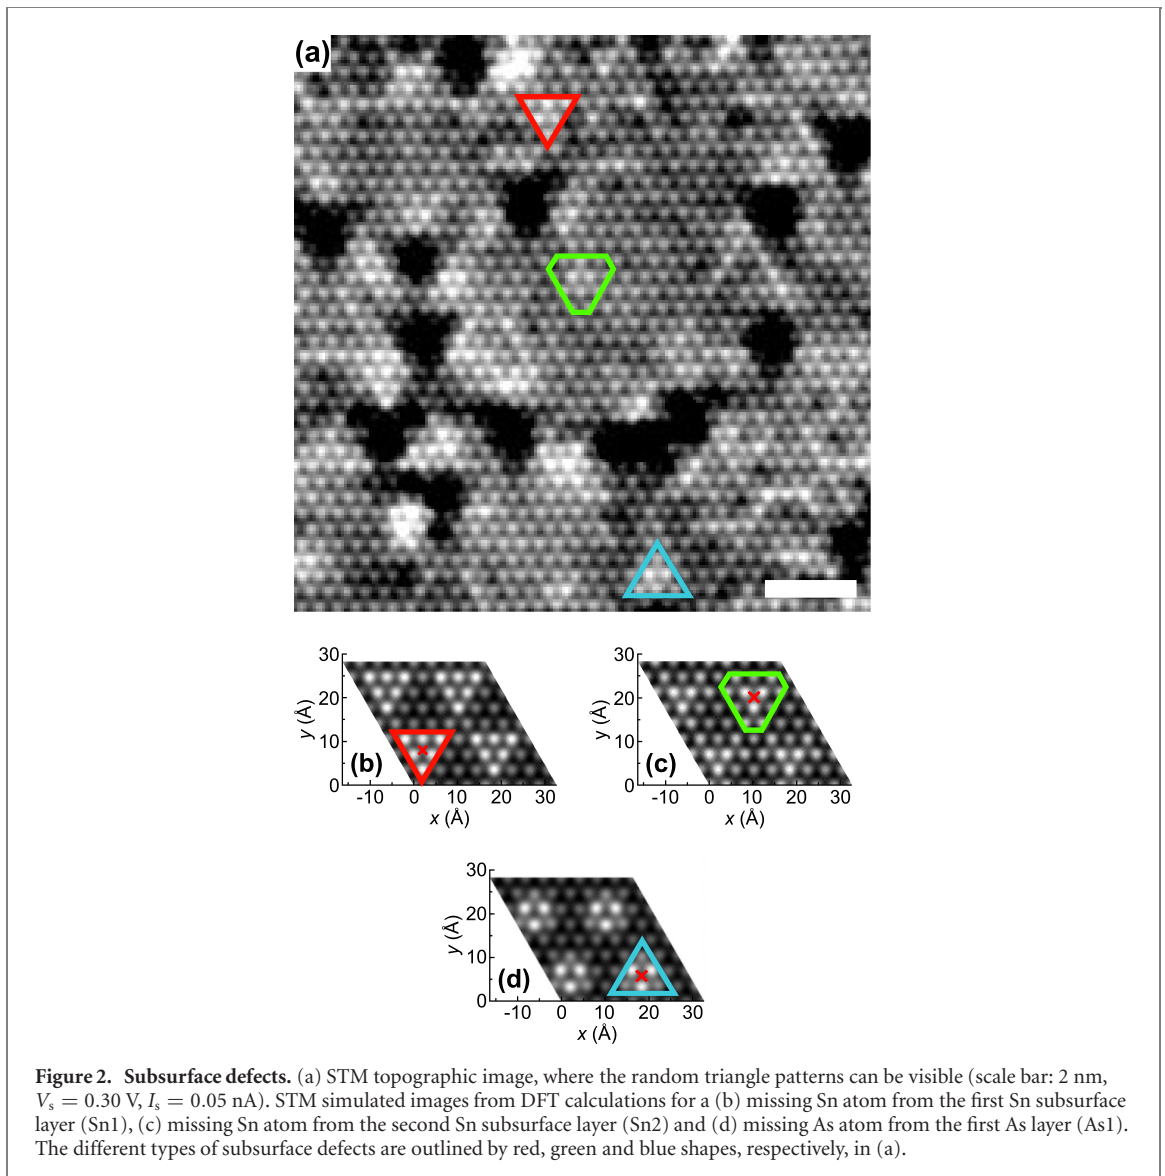 (a)
30
20
10
0
y (Å)
(b)
-10 0 10 20 30
x (Å)
30
20
10
0
y (Å)
(c)
-10 0 10 20 30
x (Å)
30
20
10
0
y (Å)
(d)
-10 0 10 20 30
x (Å)
Figure 2. Subsurface defects. (a) STM topographic image, where the random triangle patterns can be visible (scale bar: 2 nm,
Vs = 0.30 V, Is = 0.05 nA). STM simulated images from DFT calculations for a (b) missing Sn atom from the first Sn subsurface
layer (Sn1), (c) missing Sn atom from the second Sn subsurface layer (Sn2) and (d) missing As atom from the first As layer (As1).
The different types of subsurface defects are outlined by red, green and blue shapes, respectively, in (a).